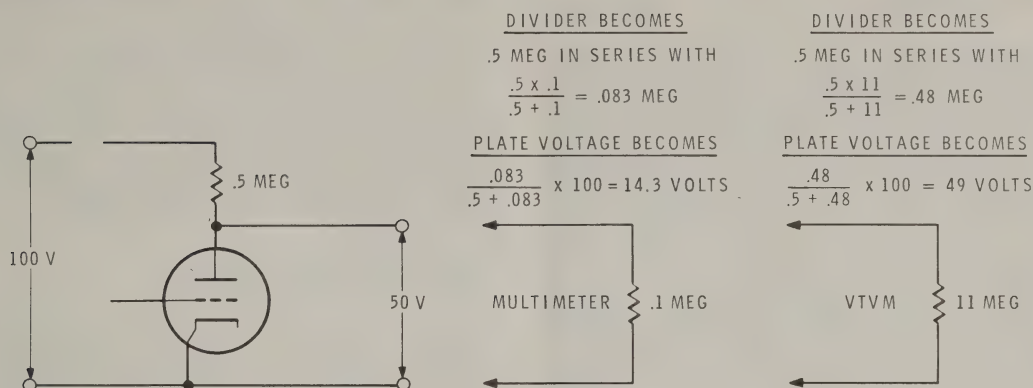 DIVIDER BECOMES
.5 MEG IN SERIES WITH
.5 x .1
.5 + .1
= .083 MEG
PLATE VOLTAGE BECOMES
.083
.5 + .083
x 100 = 14.3 VOLTS
DIVIDER BECOMES
.5 MEG IN SERIES WITH
.5 x 11
.5 + 11
= .48 MEG
PLATE VOLTAGE BECOMES
.48
.5 + .48
x 100 = 49 VOLTS
.5 MEG
100 V
50 V
MULTIMETER
.1 MEG
VTVM
11 MEG